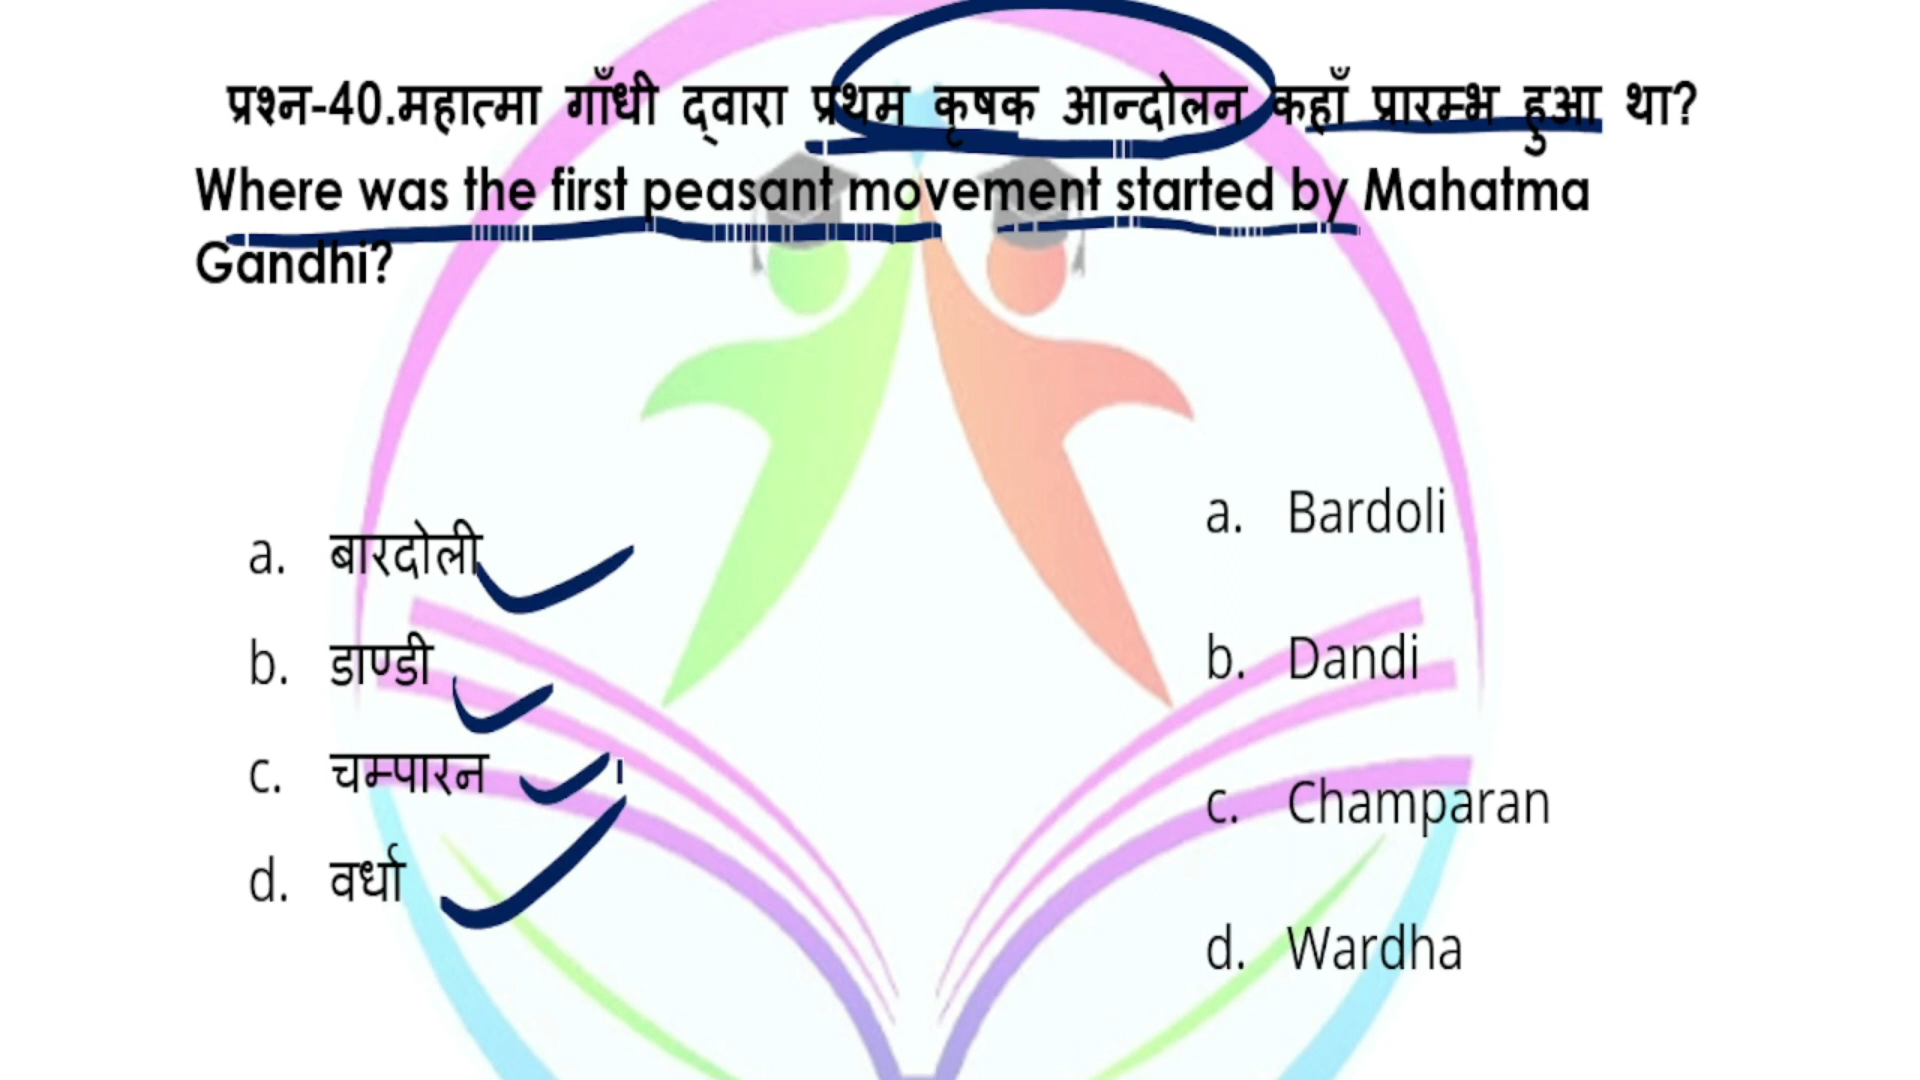 प्रश्न-40.महात्मा गाँधी द्वारा प्रथम कृषक आन्दोलन कहाँ प्रारम्भ हुआ था?
Where was the first peasant movement started by Mahatma
Gandhi?
a. बारदोली
b. डाण्डी
c. चम्पारन
d. वर्धा
a. Bardoli
b. Dandi
c. Champaran
d. Wardha